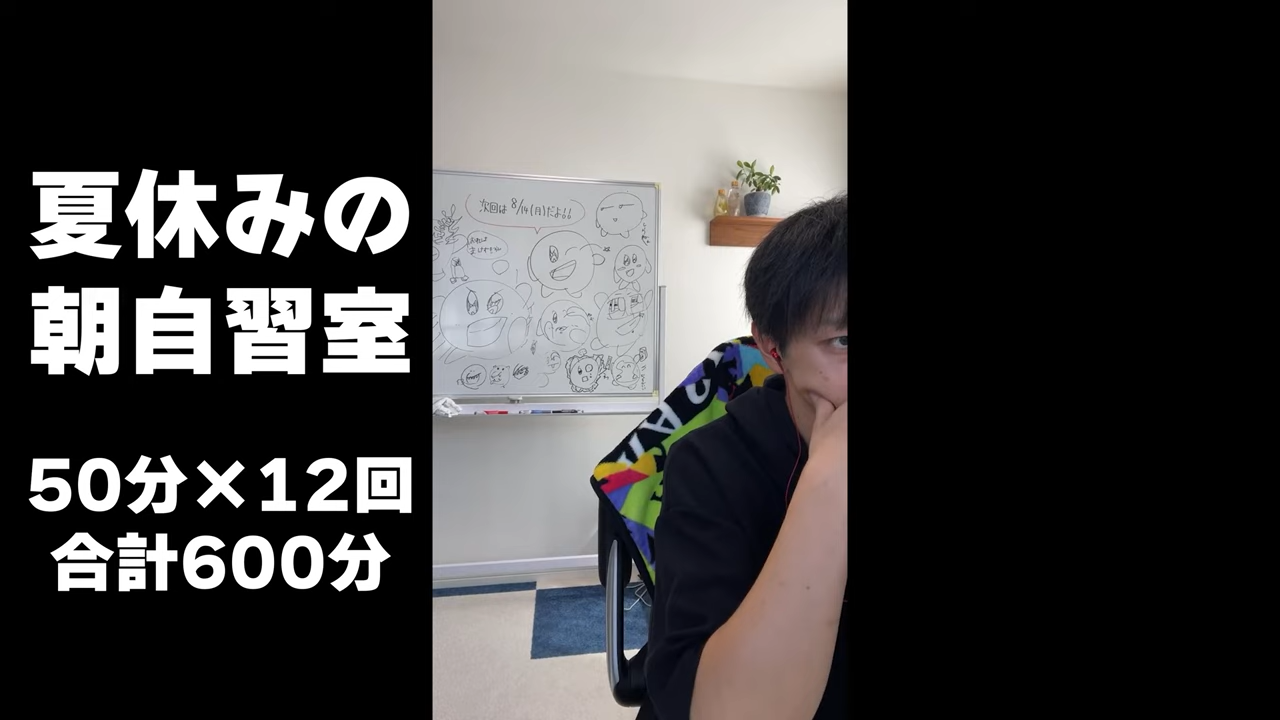 夏休みの
朝自習室
50分×12回
合計600分
次回は 8/14(月)だよ!!